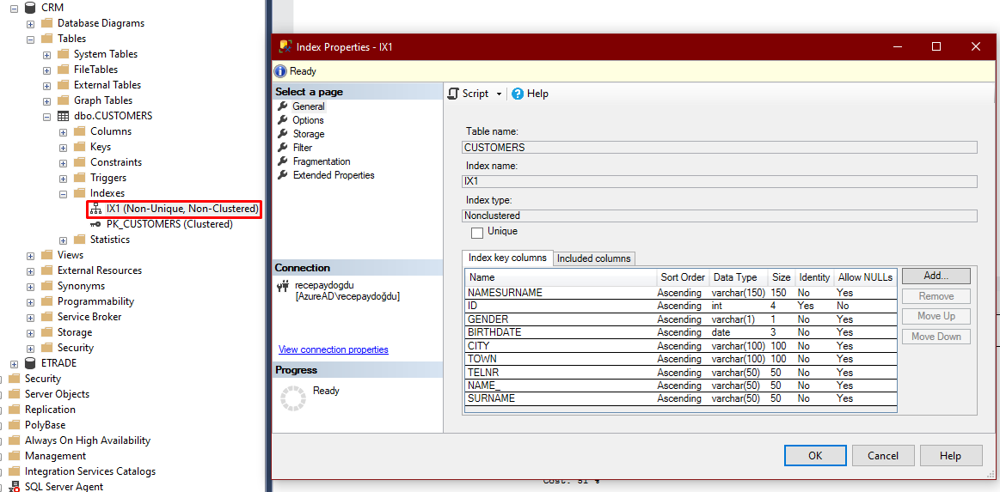 CRM
Database Diagrams
Tables
System Tables
FileTables
External Tables
Graph Tables
dbo.CUSTOMERS
Columns
Keys
Constraints
Triggers
Indexes
IX1 (Non-Unique, Non-Clustered)
PK_CUSTOMERS (Clustered)
Statistics
Views
External Resources
Synonyms
Programmability
Service Broker
Storage
Security
ETRADE
Security
Server Objects
Replication
PolyBase
Always On High Availability
Management
Integration Services Catalogs
SQL Server Agent
Index Properties - IX1
Ready
Select a page
General
Options
Storage
Filter
Fragmentation
Extended Properties
Connection
recepaydogdu
[AzureAD\recepaydoğdu]
View connection properties
Progress
Ready
Script Help
Table name:
CUSTOMERS
Index name:
IX1
Index type:
Nonclustered
Unique
Index key columns Included columns
Name Sort Order Data Type Size Identity Allow NULLs
NAMESURNAME Ascending varchar(150) 150 No Yes
ID Ascending int 4 Yes No
GENDER Ascending varchar(1) 1 No Yes
BIRTHDATE Ascending date 3 No Yes
CITY Ascending varchar(100) 100 No Yes
TOWN Ascending varchar(100) 100 No Yes
TELNR Ascending varchar(50) 50 No Yes
NAME_ Ascending varchar(50) 50 No Yes
SURNAME Ascending varchar(50) 50 No Yes
Add...
Remove
Move Up
Move Down
OK Cancel Help
Cost: 51 %